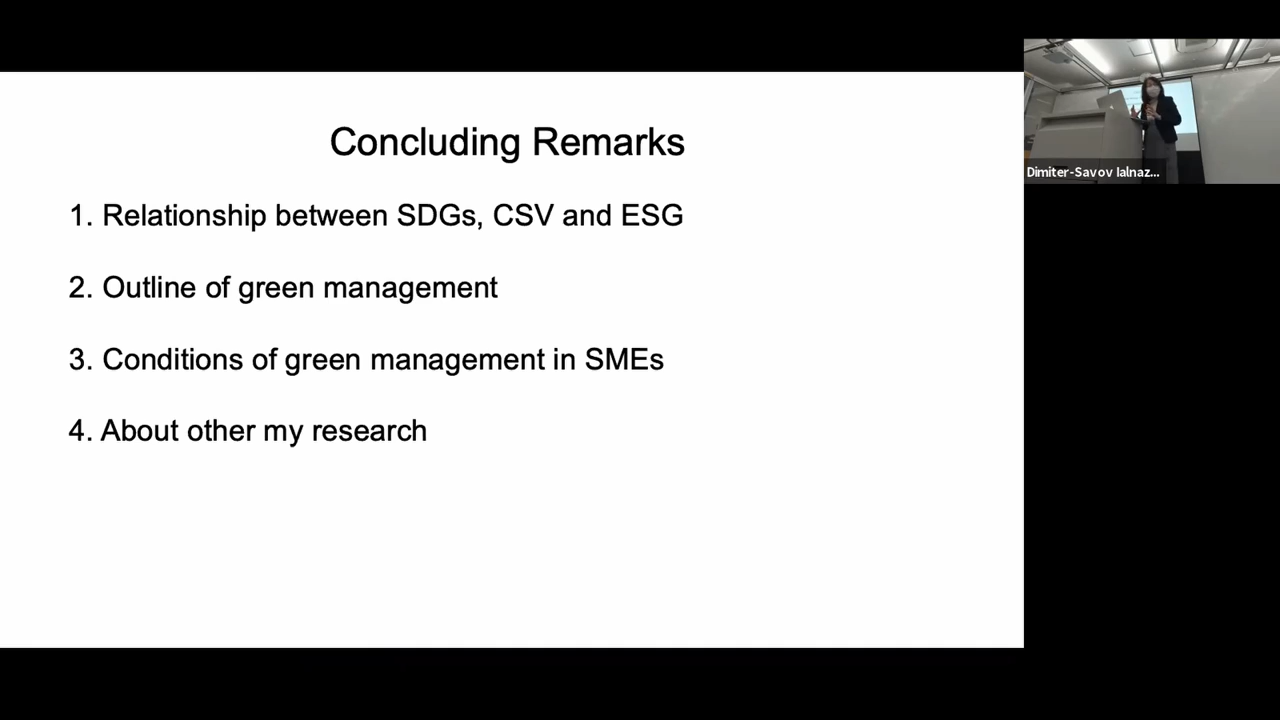 Concluding Remarks
1. Relationship between SDGs, CSV and ESG
2. Outline of green management
3. Conditions of green management in SMEs
4. About other my research
Dimiter-Savov Ialnaz...